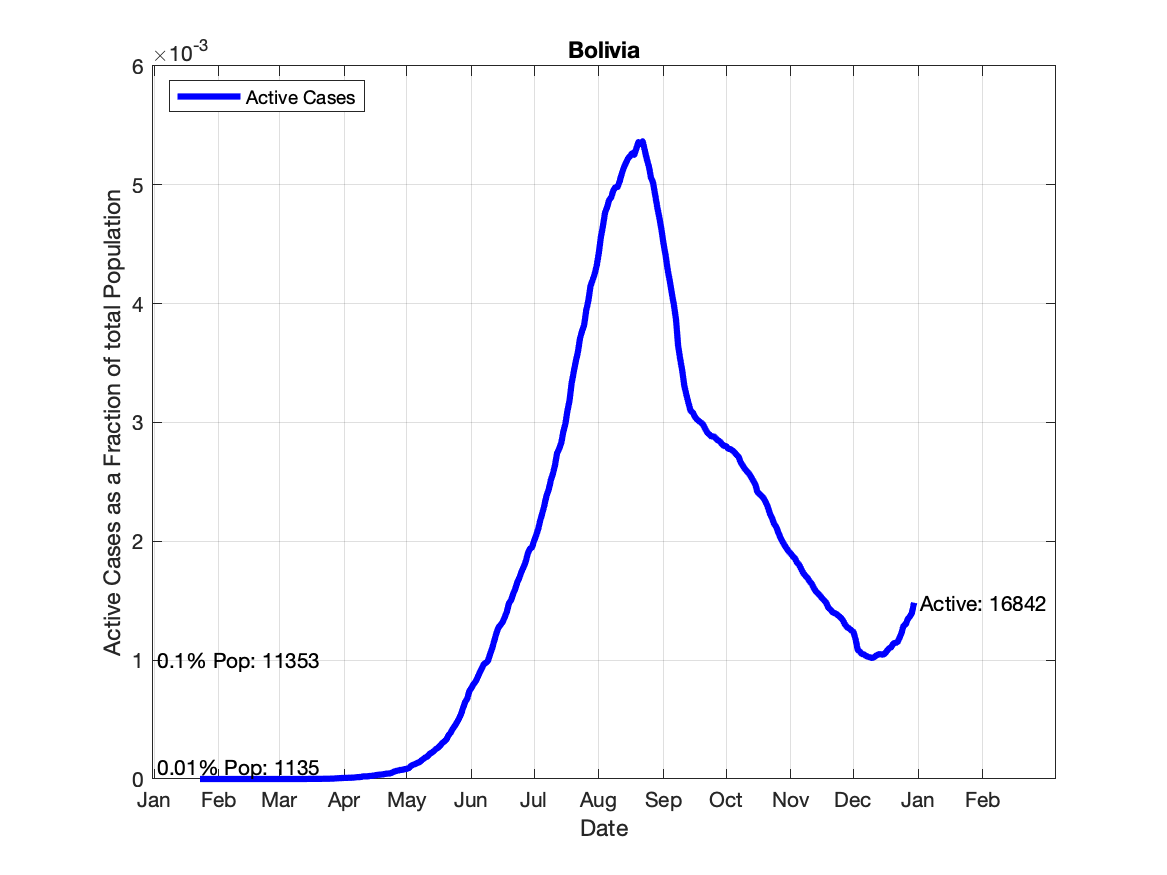 Bolivia
×10-3
Active Cases
6
5
4
3
2
1
0
Active Cases as a Fraction of total Population
0.1% Pop: 11353
0.01% Pop: 1135
Active: 16842
Jan Feb Mar Apr May Jun Jul Aug Sep Oct Nov Dec Jan Feb
Date